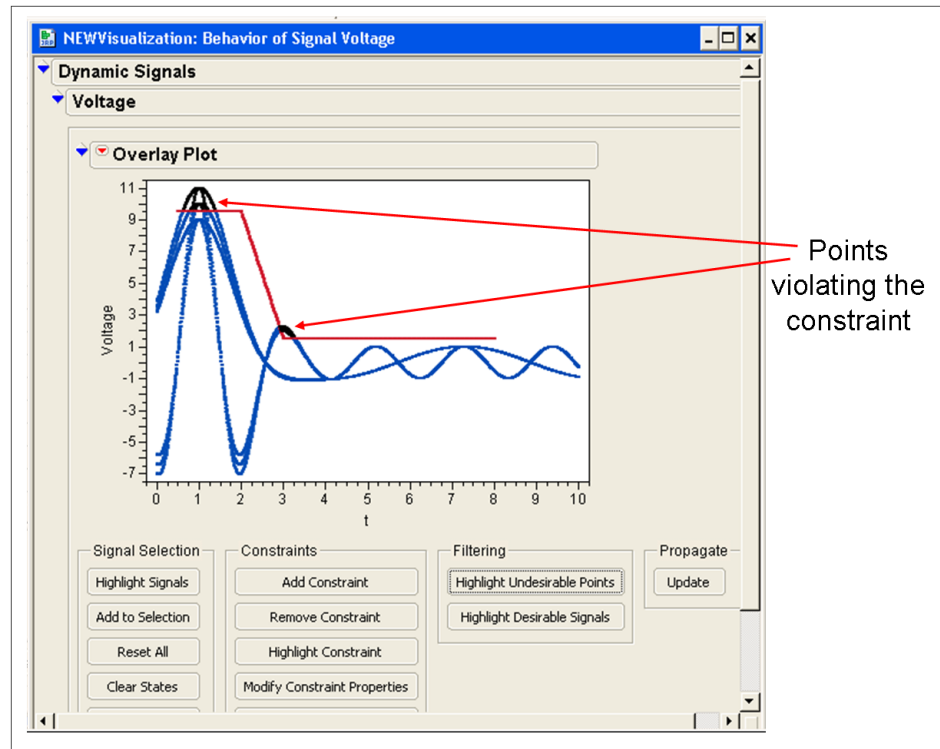 NEWVisualization: Behavior of Signal Voltage
Dynamic Signals
Voltage
Overlay Plot
11
9
7
5
3
1
-1
-3
-5
-7
Voltage
0 1 2 3 4 5 6 7 8 9 10
t
Points
violating the
constraint
Signal Selection
Highlight Signals
Add to Selection
Reset All
Clear States
Constraints
Add Constraint
Remove Constraint
Highlight Constraint
Modify Constraint Properties
Filtering
Highlight Undesirable Points
Highlight Desirable Signals
Propagate
Update